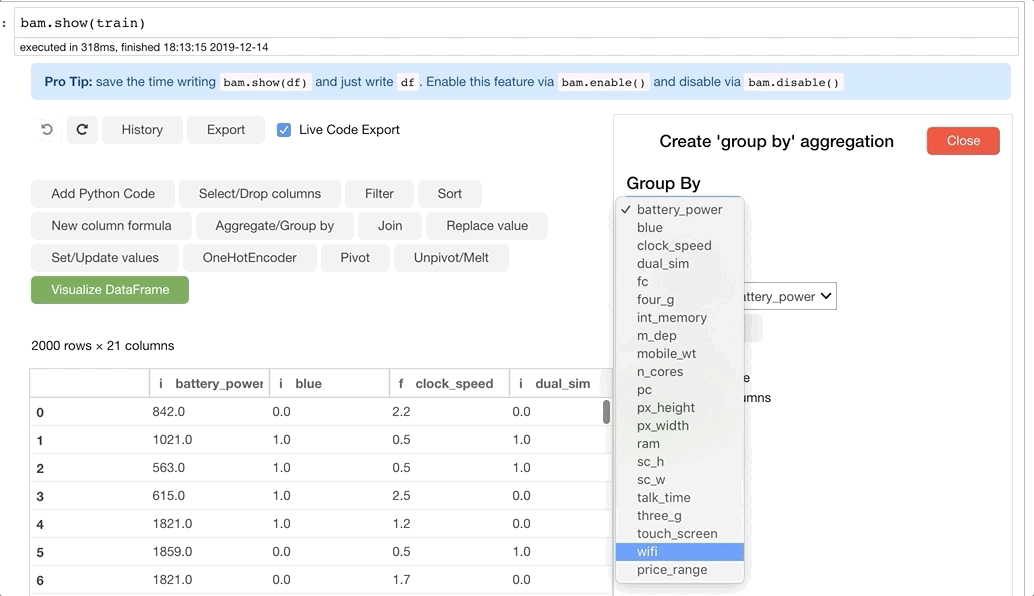 : bam.show(train)
executed in 318ms, finished 18:13:15 2019-12-14
Pro Tip: save the time writing bam.show(df) and just write df . Enable this feature via bam.enable() and disable via bam.disable()
History Export Live Code Export
Add Python Code Select/Drop columns Filter Sort
New column formula Aggregate/Group by Join Replace value
Set/Update values OneHotEncoder Pivot Unpivot/Melt
Visualize DataFrame
2000 rows × 21 columns
i battery_power i blue f clock_speed i dual_sim
0 842.0 0.0 2.2 0.0
1 1021.0 1.0 0.5 1.0
2 563.0 1.0 0.5 1.0
3 615.0 1.0 2.5 0.0
4 1821.0 1.0 1.2 0.0
5 1859.0 0.0 0.5 1.0
6 1821.0 0.0 1.7 0.0
Create 'group by' aggregation Close
Group By
✓ battery_power
blue
clock_speed
dual_sim
fc
four_g
int_memory
m_dep
mobile_wt
n_cores
pc
px_height
px_width
ram
sc_h
sc_w
talk_time
three_g
touch_screen
wifi
price_range
attery_power
e
umns